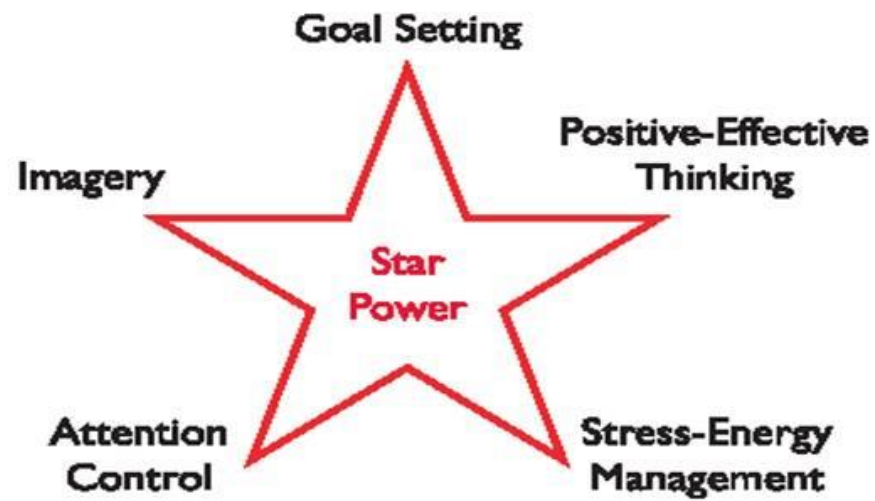 Goal Setting
Positive-Effective
Thinking
Imagery
Star
Power
Attention
Control
Stress-Energy
Management